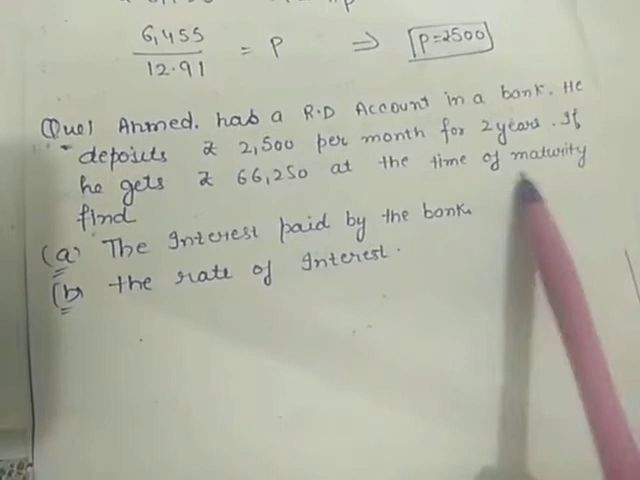 6,455
12.91
= P ⇒ P=2500
Que1 Ahmed. has a R.D Account in a bank. He
deposits ₹ 2,500 per month for 2 years. If
he gets ₹ 66,250 at the time of maturity
find
(a) The Interest paid by the bank.
(b) the rate of Interest.